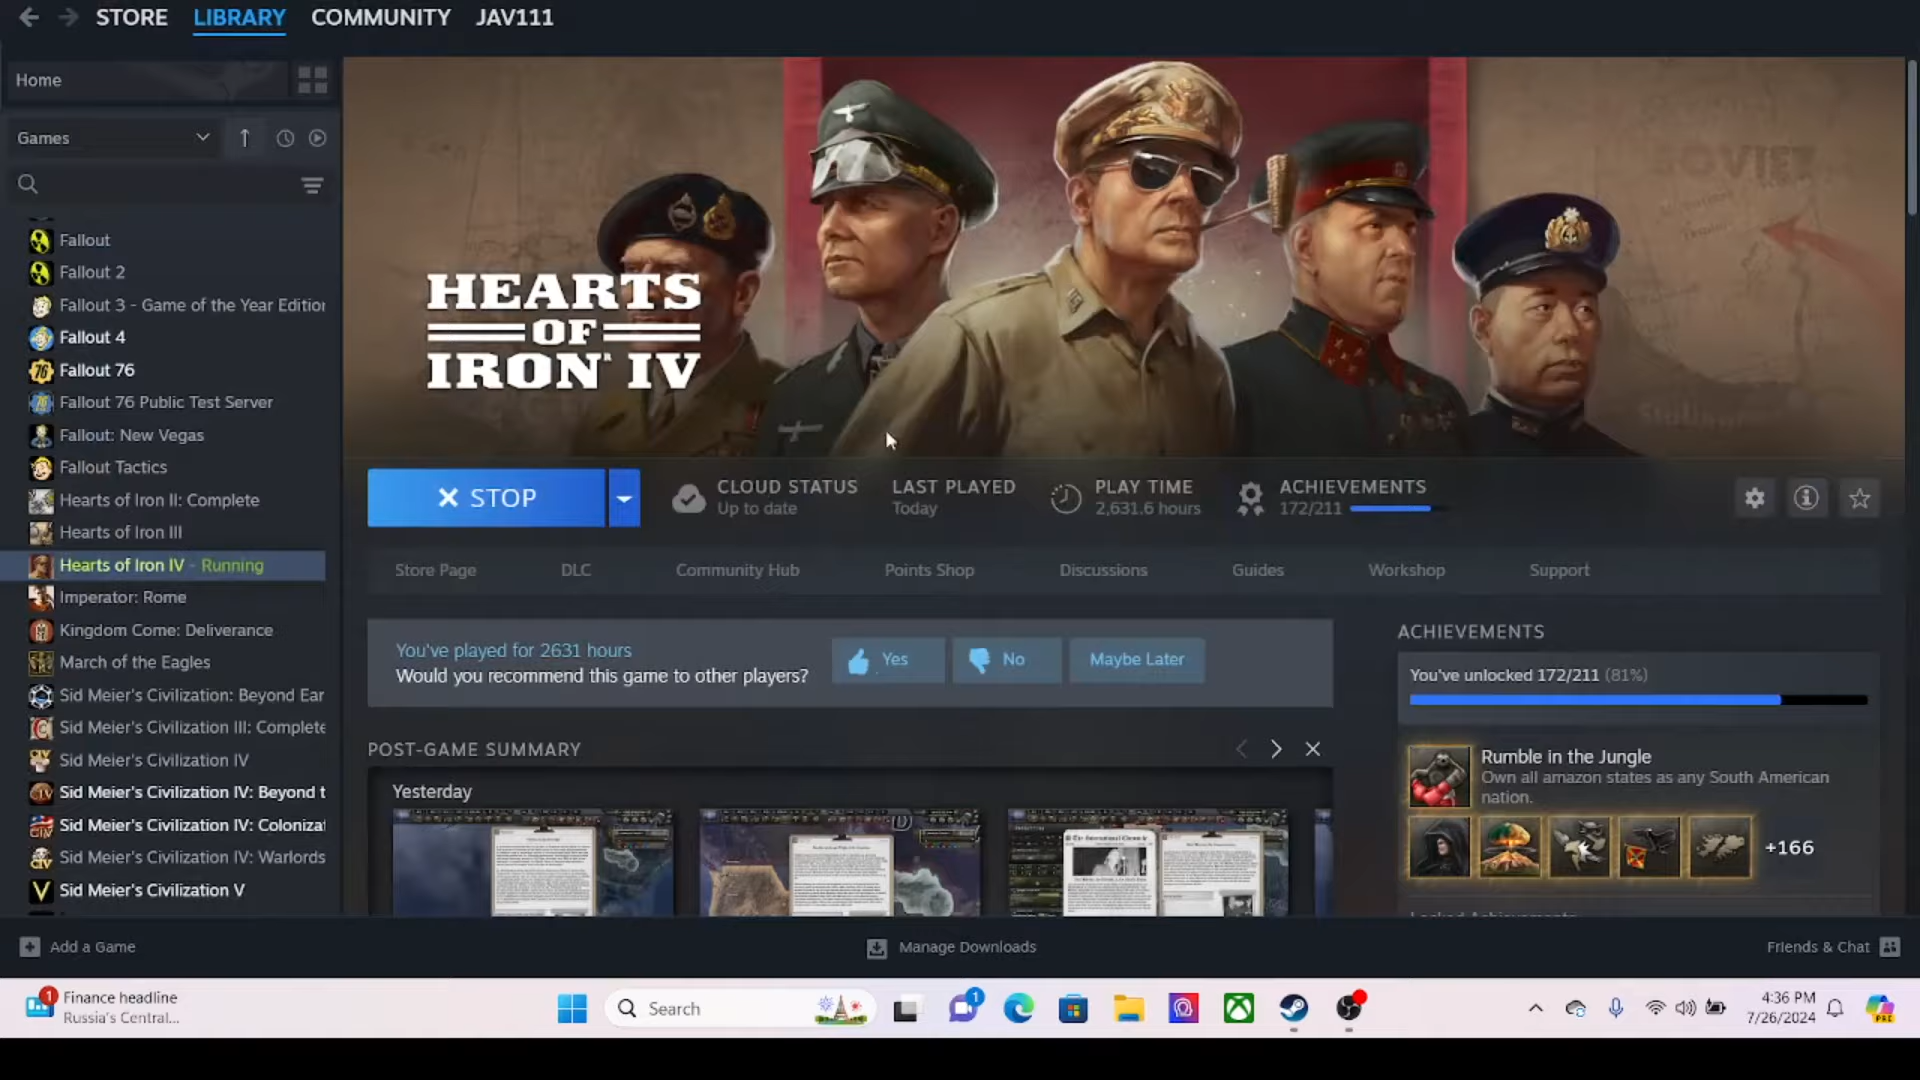 STORE LIBRARY COMMUNITY JAV111
Home
Games
Fallout
Fallout 2
Fallout 3 - Game of the Year Edition
Fallout 4
Fallout 76
Fallout 76 Public Test Server
Fallout: New Vegas
Fallout Tactics
Hearts of Iron II: Complete
Hearts of Iron III
Hearts of Iron IV - Running
Imperator: Rome
Kingdom Come: Deliverance
March of the Eagles
Sid Meier's Civilization: Beyond Ear
Sid Meier's Civilization III: Complete
Sid Meier's Civilization IV
Sid Meier's Civilization IV: Beyond t
Sid Meier's Civilization IV: Colonizat
Sid Meier's Civilization IV: Warlords
Sid Meier's Civilization V
SOVIET
HEARTS
OF
IRON IV
STOP
CLOUD STATUS
Up to date
LAST PLAYED
Today
PLAY TIME
2,631.6 hours
ACHIEVEMENTS
172/211
Store Page DLC Community Hub Points Shop Discussions Guides Workshop Support
You've played for 2631 hours
Would you recommend this game to other players?
Yes
No
Maybe Later
POST-GAME SUMMARY
Yesterday
ACHIEVEMENTS
You've unlocked 172/211 (81%)
Rumble in the Jungle
Own all amazon states as any South American
nation.
+166
Add a Game
Manage Downloads
Friends & Chat
1
Finance headline
Russia's Central...
Search
1
4:36 PM
7/26/2024
PRE